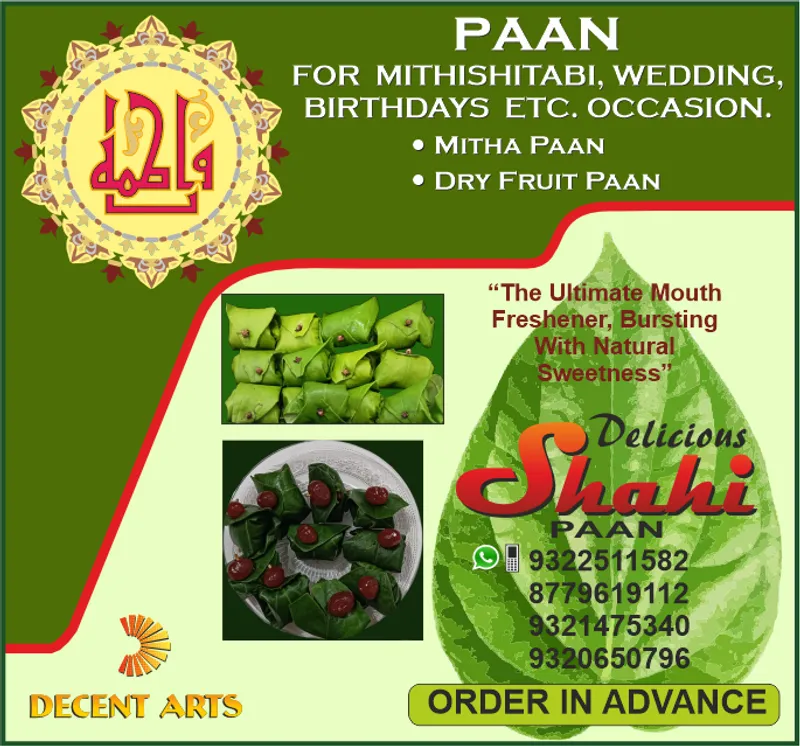 PAAN
FOR MITHISHITABI, WEDDING,
BIRTHDAYS ETC. OCCASION.
• MITHA PAAN
• DRY FRUIT PAAN
فاطمة
“The Ultimate Mouth
Freshener, Bursting
With Natural
Sweetness”
Delicious
Shahi
PAAN
9322511582
8779619112
9321475340
9320650796
DECENT ARTS
ORDER IN ADVANCE